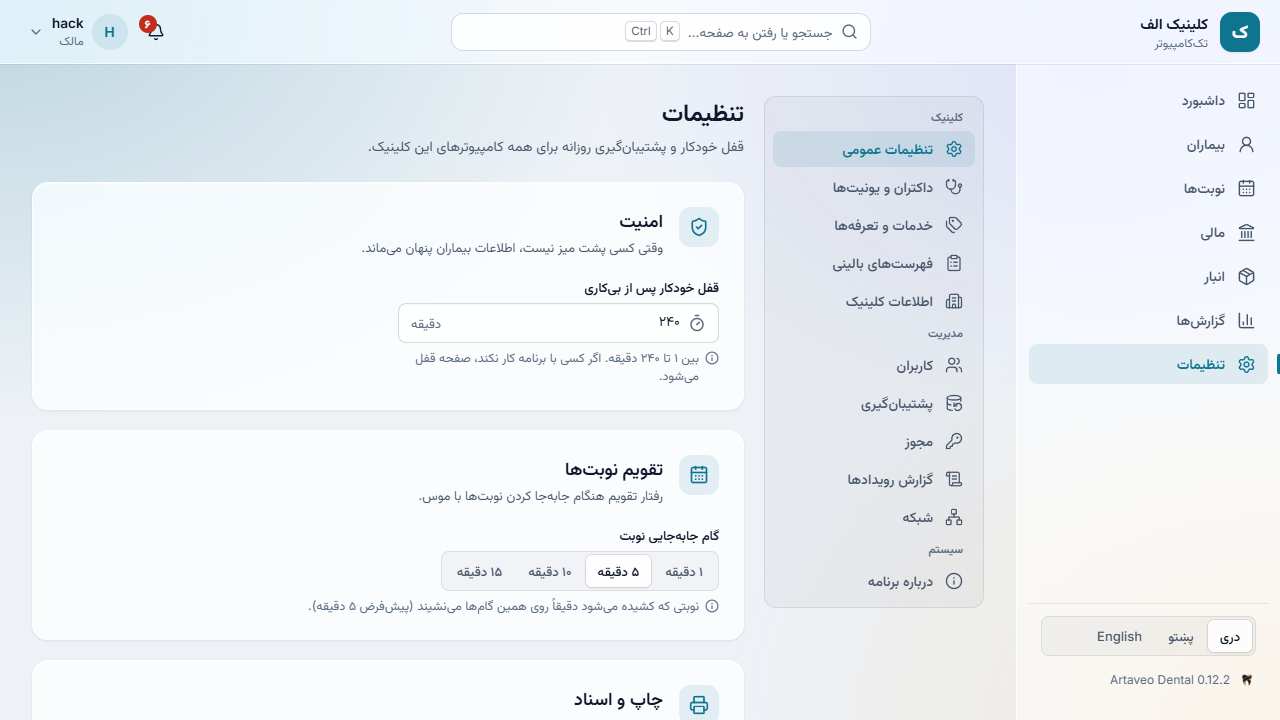 کلینیک الف
تک‌کامپیوتر
جستجو یا رفتن به صفحه...
Ctrl K
۶
hack
مالک
H
ک
داشبورد
بیماران
نوبت‌ها
مالی
انبار
گزارش‌ها
تنظیمات
دری
پښتو
English
Artaveo Dental 0.12.2
کلینیک
تنظیمات عمومی
داکتران و یونیت‌ها
خدمات و تعرفه‌ها
فهرست‌های بالینی
اطلاعات کلینیک
مدیریت
کاربران
پشتیبان‌گیری
مجوز
گزارش رویدادها
شبکه
سیستم
درباره برنامه
تنظیمات
قفل خودکار و پشتیبان‌گیری روزانه برای همه کامپیوترهای این کلینیک.
امنیت
وقتی کسی پشت میز نیست، اطلاعات بیماران پنهان می‌ماند.
قفل خودکار پس از بی‌کاری
۲۴۰ دقیقه
بین ۱ تا ۲۴۰ دقیقه. اگر کسی با برنامه کار نکند، صفحه قفل
می‌شود.
تقویم نوبت‌ها
رفتار تقویم هنگام جابه‌جا کردن نوبت‌ها با موس.
گام جابه‌جایی نوبت
۱ دقیقه
۵ دقیقه
۱۰ دقیقه
۱۵ دقیقه
نوبتی که کشیده می‌شود دقیقاً روی همین گام‌ها می‌نشیند (پیش‌فرض ۵ دقیقه).
چاپ و اسناد